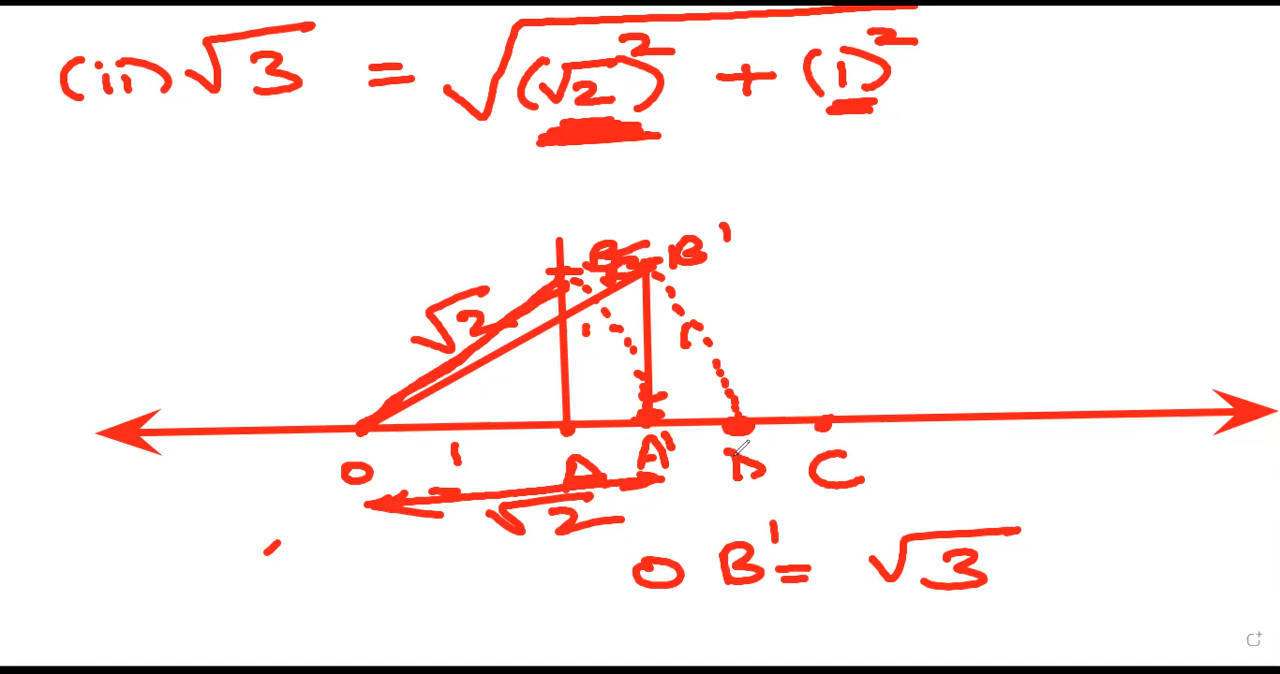 (ii) √3 = √(√2)² + (1)²
B B'
√2
1 1
O 1 A A' D C
√2
OB' = √3